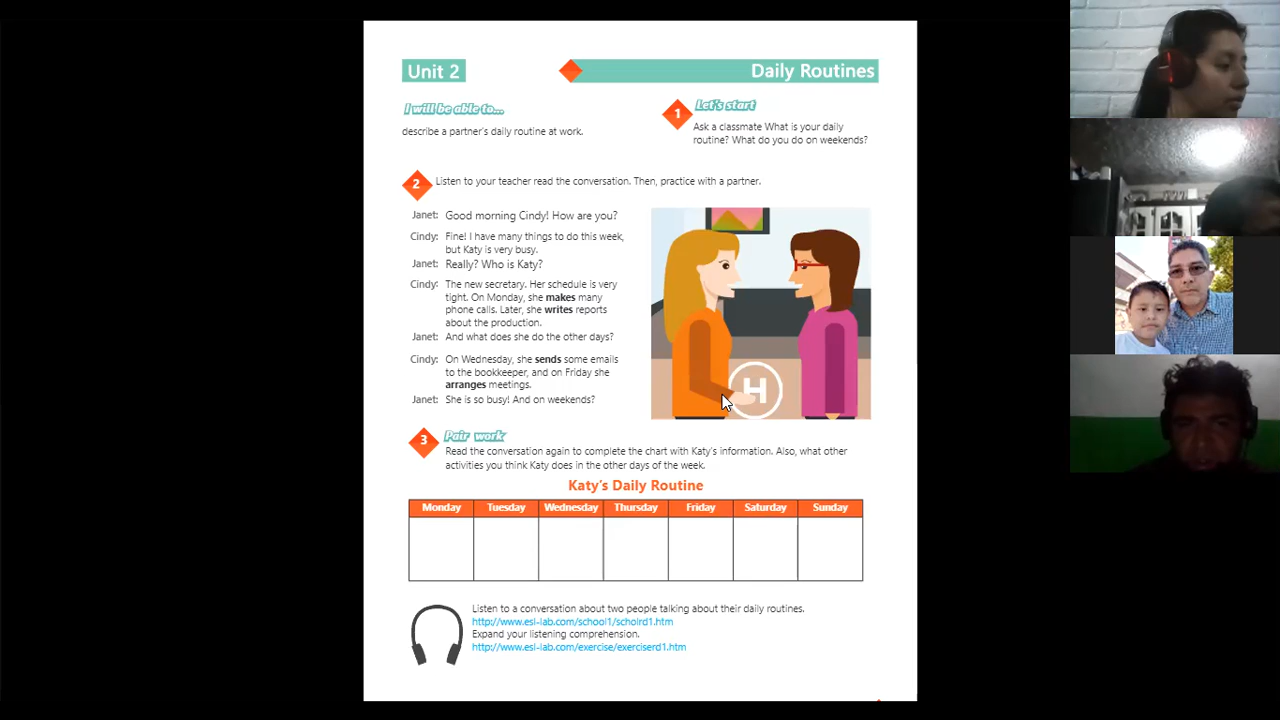 Unit 2
Daily Routines
I will be able to...
describe a partner's daily routine at work.
1
Let's start
Ask a classmate What is your daily
routine? What do you do on weekends?
2
Listen to your teacher read the conversation. Then, practice with a partner.
Janet: Good morning Cindy! How are you?
Cindy: Fine! I have many things to do this week,
but Katy is very busy.
Janet: Really? Who is Katy?
Cindy: The new secretary. Her schedule is very
tight. On Monday, she makes many
phone calls. Later, she writes reports
about the production.
Janet: And what does she do the other days?
Cindy: On Wednesday, she sends some emails
to the bookkeeper, and on Friday she
arranges meetings.
Janet: She is so busy! And on weekends?
H
3
Pair work
Read the conversation again to complete the chart with Katy's information. Also, what other
activities you think Katy does in the other days of the week.
Katy's Daily Routine
Monday Tuesday Wednesday Thursday Friday Saturday Sunday
Listen to a conversation about two people talking about their daily routines.
http://www.esl-lab.com/school1/scholrd1.htm
Expand your listening comprehension.
http://www.esl-lab.com/exercise/exerciserd1.htm